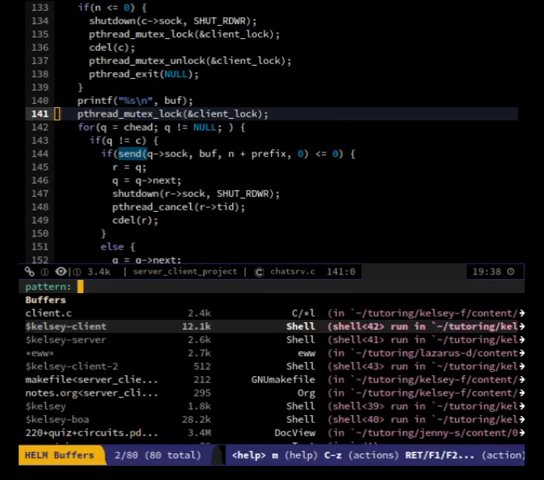 133 if(n <= 0) {
134 shutdown(c->sock, SHUT_RDWR);
135 pthread_mutex_lock(&client_lock);
136 cdel(c);
137 pthread_mutex_unlock(&client_lock);
138 pthread_exit(NULL);
139 }
140 printf("%s\n", buf);
141 pthread_mutex_lock(&client_lock);
142 for(q = chead; q != NULL; ) {
143 if(q != c) {
144 if(send(q->sock, buf, n + prefix, 0) <= 0) {
145 r = q;
146 q = q->next;
147 shutdown(r->sock, SHUT_RDWR);
148 pthread_cancel(r->tid);
149 cdel(r);
150 }
151 else {
152 q = q->next;
3.4k | server_client_project | chatsrv.c 141:0 19:38
pattern:
Buffers
client.c 2.4k C/*l (in `~/tutoring/kelsey-f/content/
$kelsey-client 12.1k Shell (shell<42> run in `~/tutoring/kel
$kelsey-server 2.6k Shell (shell<41> run in `~/tutoring/kel
*eww* 2.7k eww (in `~/tutoring/lazarus-d/content/
$kelsey-client-2 512 Shell (shell<43> run in `~/tutoring/kel
makefile<server_clie... 212 GNUmakefile (in `~/tutoring/kelsey-f/content/
notes.org<server_cli... 295 Org (in `~/tutoring/kelsey-f/content/
$kelsey 1.8k Shell (shell<39> run in `~/tutoring/kel
$kelsey-boa 28.2k Shell (shell<40> run in `~/tutoring/kel
220+quiz+circuits.pd... 3.4M DocView (in `~/tutoring/jenny-s/content/0
HELM Buffers 2/80 (80 total) <help> m (help) C-z (actions) RET/F1/F2... (action)